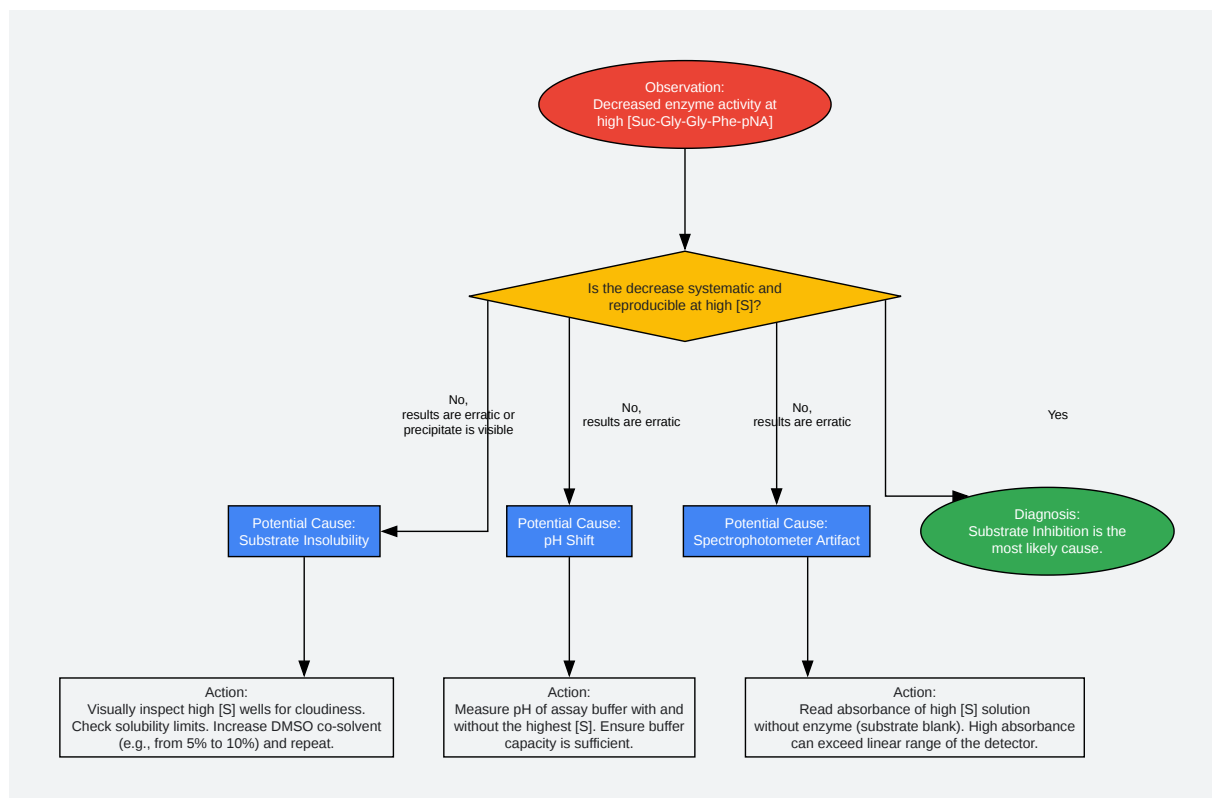 Observation:
Decreased enzyme activity at
high [Suc-Gly-Gly-Phe-pNA]
Is the decrease systematic and
reproducible at high [S]?
No,
results are erratic or
precipitate is visible
No,
results are erratic
No,
results are erratic
Yes
Potential Cause:
Substrate Insolubility
Potential Cause:
pH Shift
Potential Cause:
Spectrophotometer Artifact
Diagnosis:
Substrate Inhibition is the
most likely cause.
Action:
Visually inspect high [S] wells for cloudiness.
Check solubility limits. Increase DMSO co-solvent
(e.g., from 5% to 10%) and repeat.
Action:
Measure pH of assay buffer with and
without the highest [S]. Ensure buffer
capacity is sufficient.
Action:
Read absorbance of high [S] solution
without enzyme (substrate blank). High absorbance
can exceed linear range of the detector.